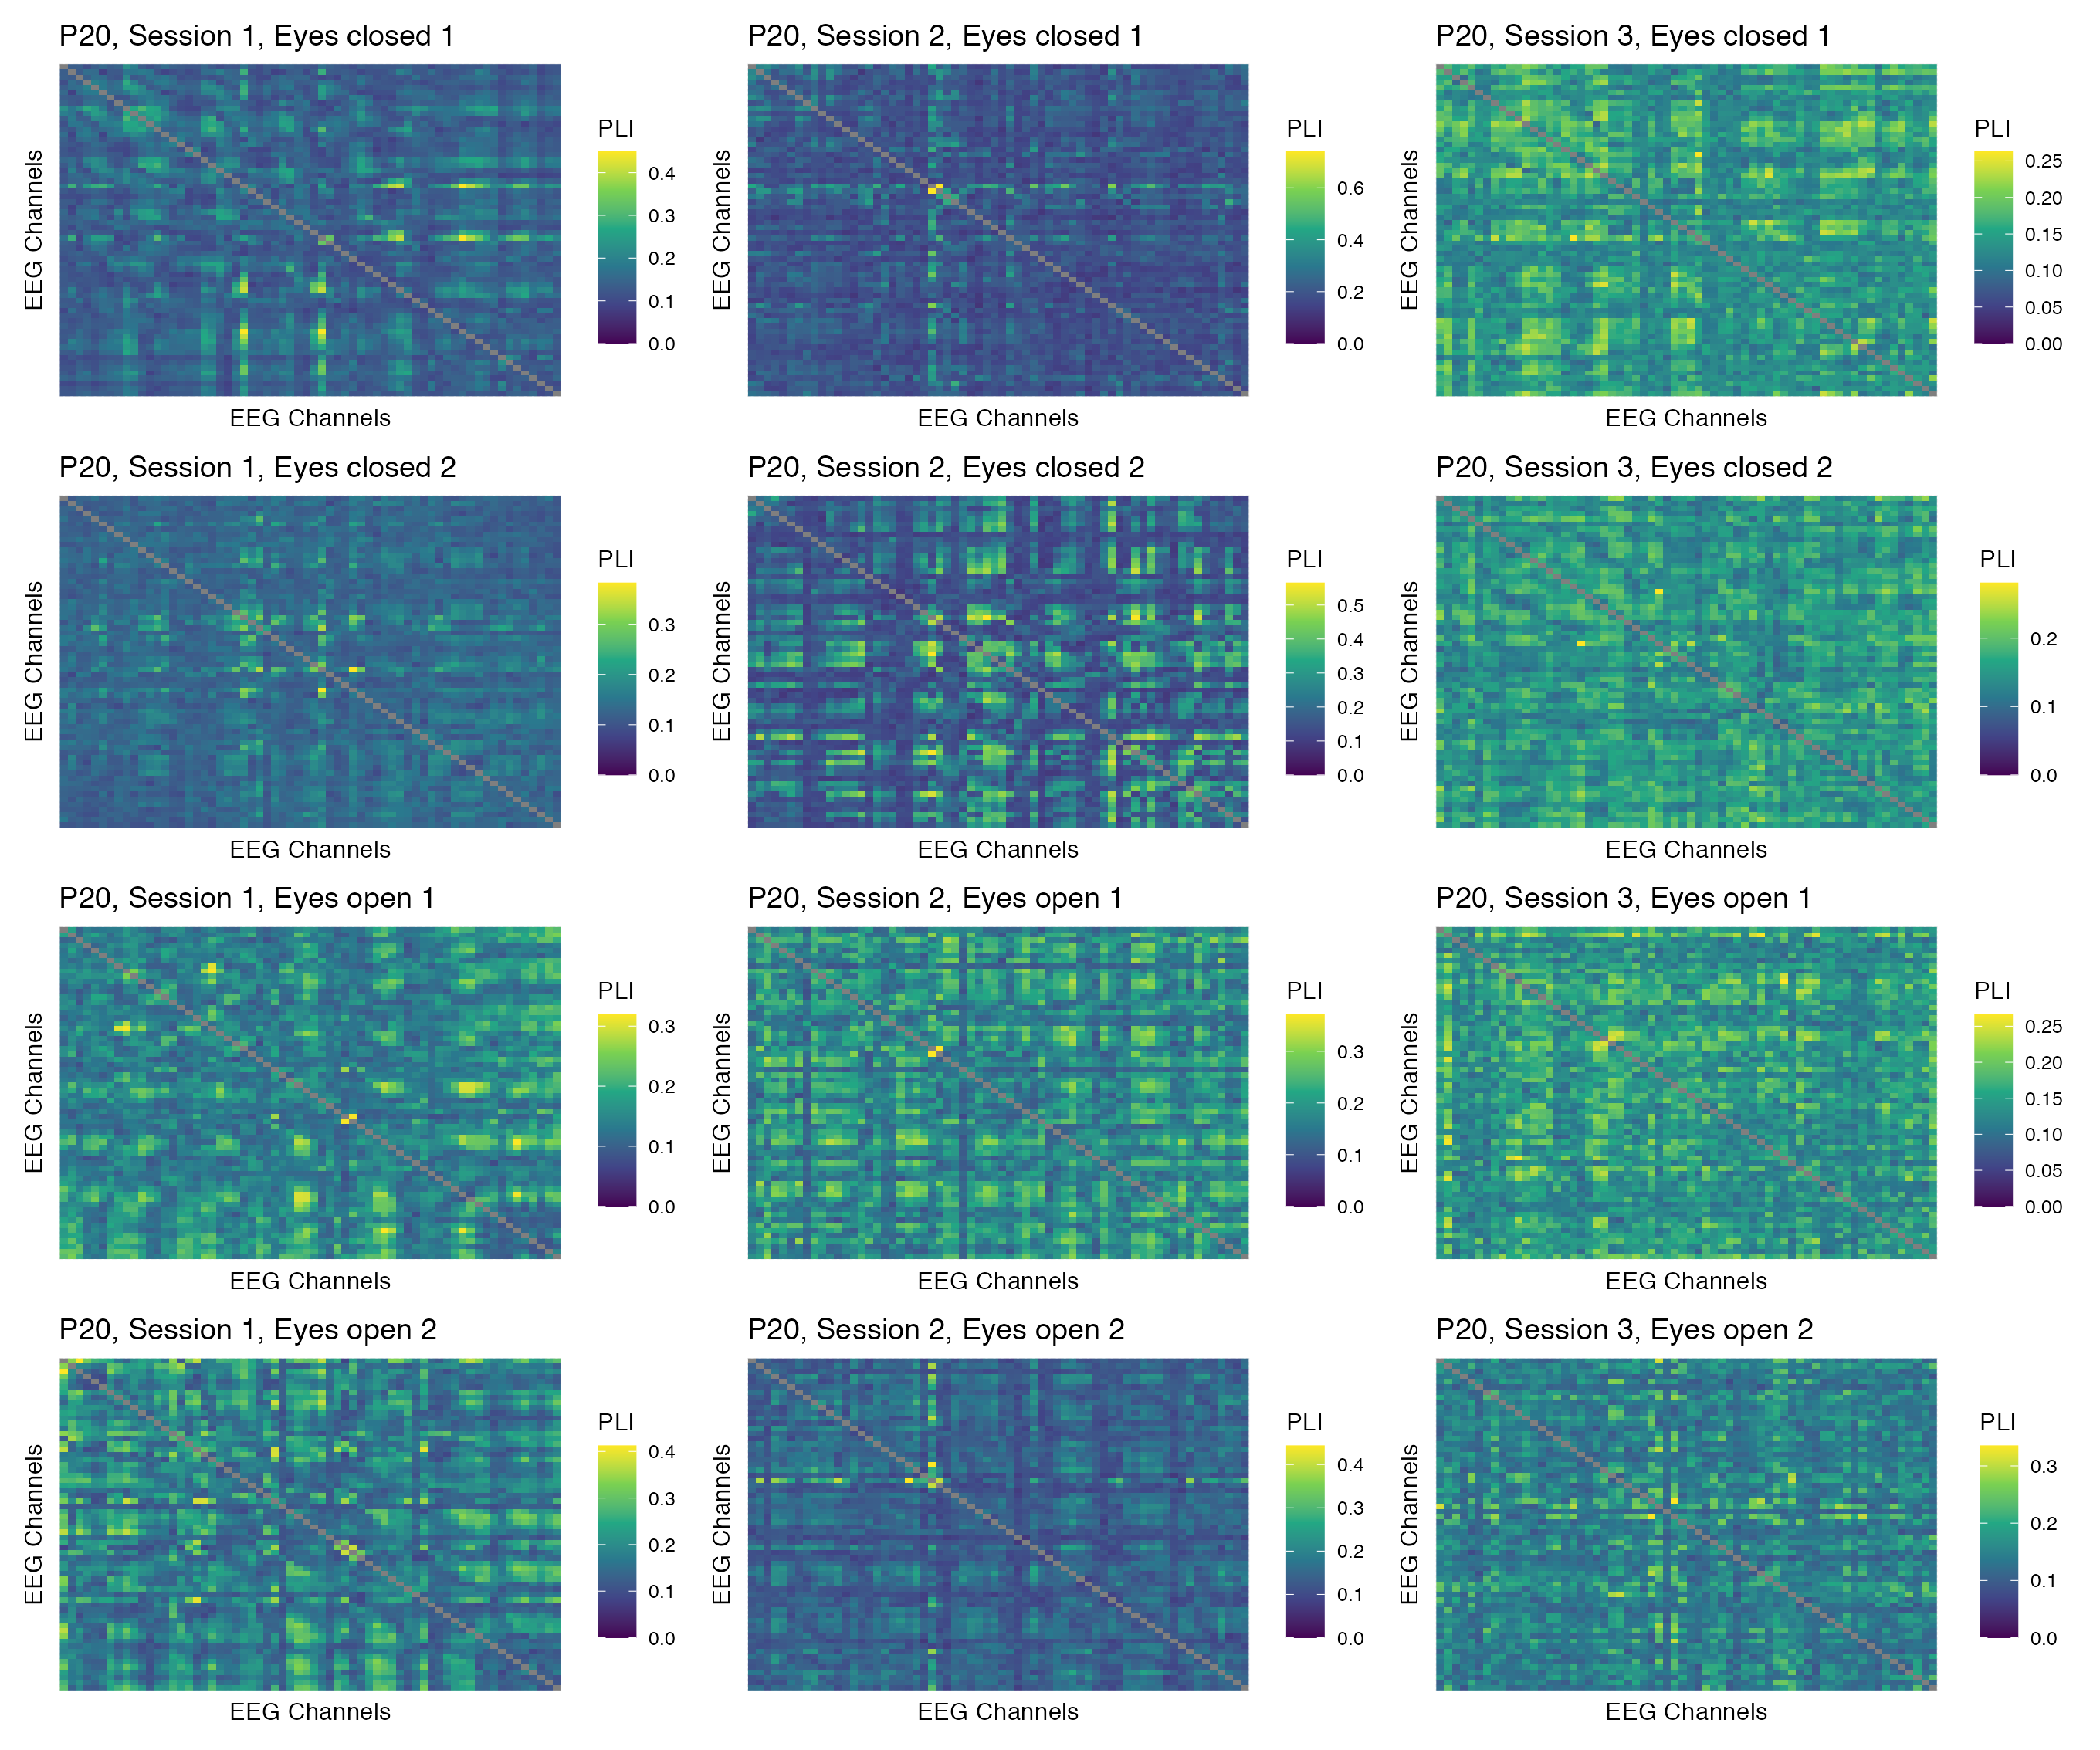 P20, Session 1, Eyes closed 1
EEG Channels
EEG Channels
PLI
0.4
0.3
0.2
0.1
0.0
P20, Session 2, Eyes closed 1
EEG Channels
EEG Channels
PLI
0.6
0.4
0.2
0.0
P20, Session 3, Eyes closed 1
EEG Channels
EEG Channels
PLI
0.25
0.20
0.15
0.10
0.05
0.00
P20, Session 1, Eyes closed 2
EEG Channels
EEG Channels
PLI
0.3
0.2
0.1
0.0
P20, Session 2, Eyes closed 2
EEG Channels
EEG Channels
PLI
0.5
0.4
0.3
0.2
0.1
0.0
P20, Session 3, Eyes closed 2
EEG Channels
EEG Channels
PLI
0.2
0.1
0.0
P20, Session 1, Eyes open 1
EEG Channels
EEG Channels
PLI
0.3
0.2
0.1
0.0
P20, Session 2, Eyes open 1
EEG Channels
EEG Channels
PLI
0.3
0.2
0.1
0.0
P20, Session 3, Eyes open 1
EEG Channels
EEG Channels
PLI
0.25
0.20
0.15
0.10
0.05
0.00
P20, Session 1, Eyes open 2
EEG Channels
EEG Channels
PLI
0.4
0.3
0.2
0.1
0.0
P20, Session 2, Eyes open 2
EEG Channels
EEG Channels
PLI
0.4
0.3
0.2
0.1
0.0
P20, Session 3, Eyes open 2
EEG Channels
EEG Channels
PLI
0.3
0.2
0.1
0.0